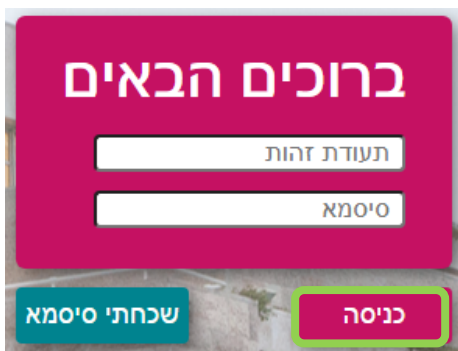 ברוכים הבאים
תעודת זהות
סיסמא
כניסה
שכחתי סיסמא